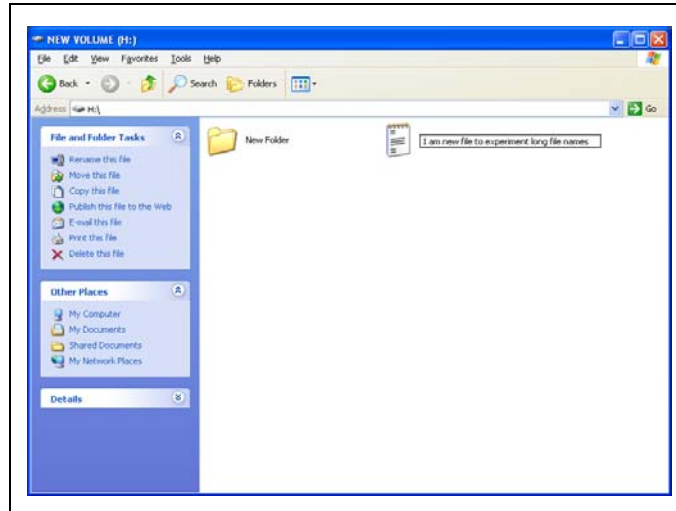 NEW VOLUME (H:)
File Edit View Favorites Tools Help
Back Search Folders
Address H:\ Go
File and Folder Tasks
Rename this file
Move this file
Copy this file
Publish this file to the Web
E-mail this file
Print this file
Delete this file
Other Places
My Computer
My Documents
Shared Documents
My Network Places
Details
New Folder
I am new file to experiment long file names